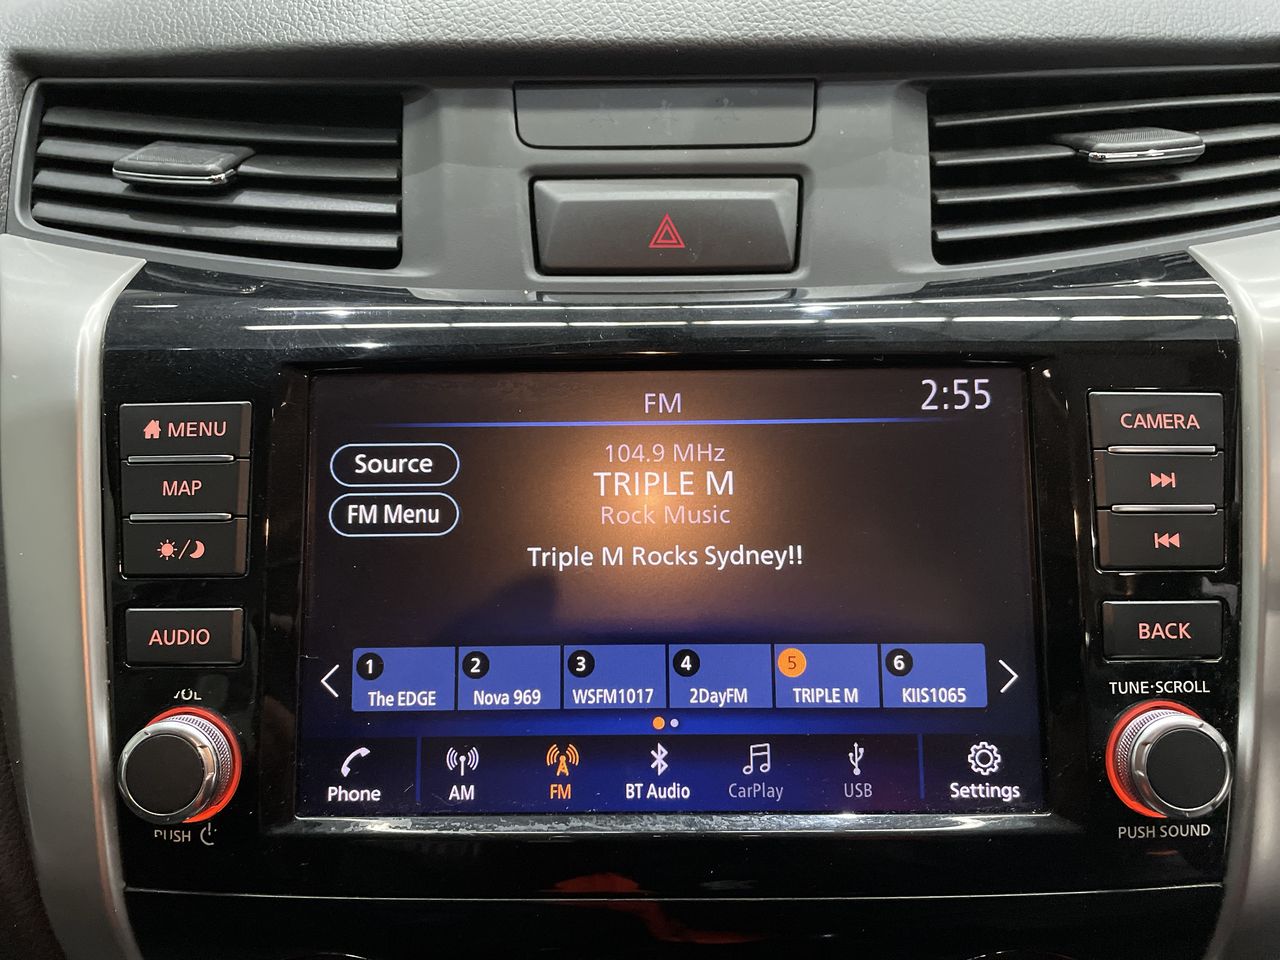 FM
2:55
MENU
MAP
AUDIO
VOL
PUSH
Source
FM Menu
104.9 MHz
TRIPLE M
Rock Music
Triple M Rocks Sydney!!
1
The EDGE
2
Nova 969
3
WSFM1017
4
2DayFM
5
TRIPLE M
6
KIIS1065
Phone
AM
FM
BT Audio
CarPlay
USB
Settings
CAMERA
BACK
TUNE·SCROLL
PUSH SOUND